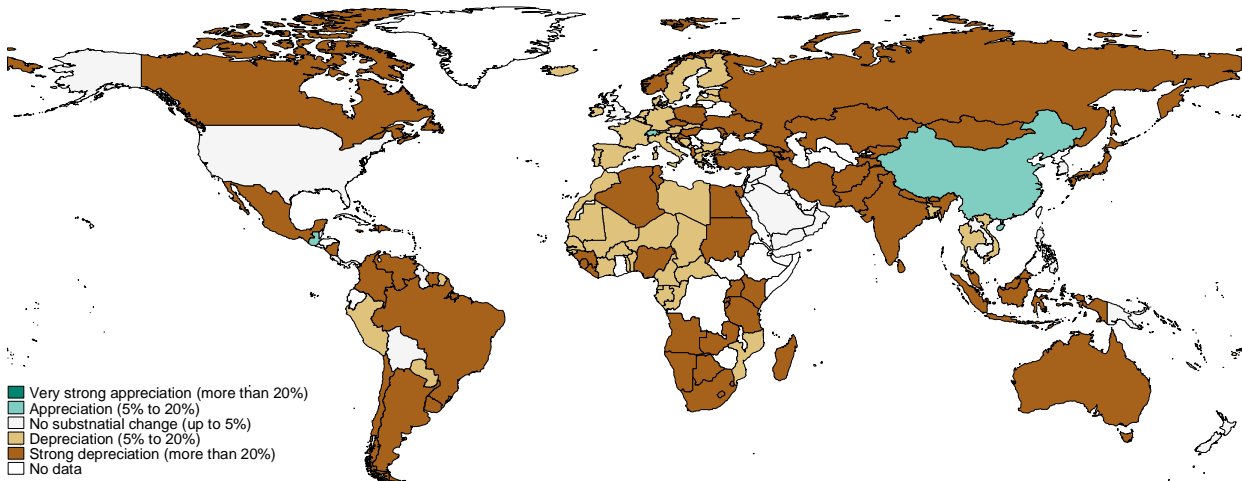 Very strong appreciation (more than 20%)
Appreciation (5% to 20%)
No substnatial change (up to 5%)
Depreciation (5% to 20%)
Strong depreciation (more than 20%)
No data